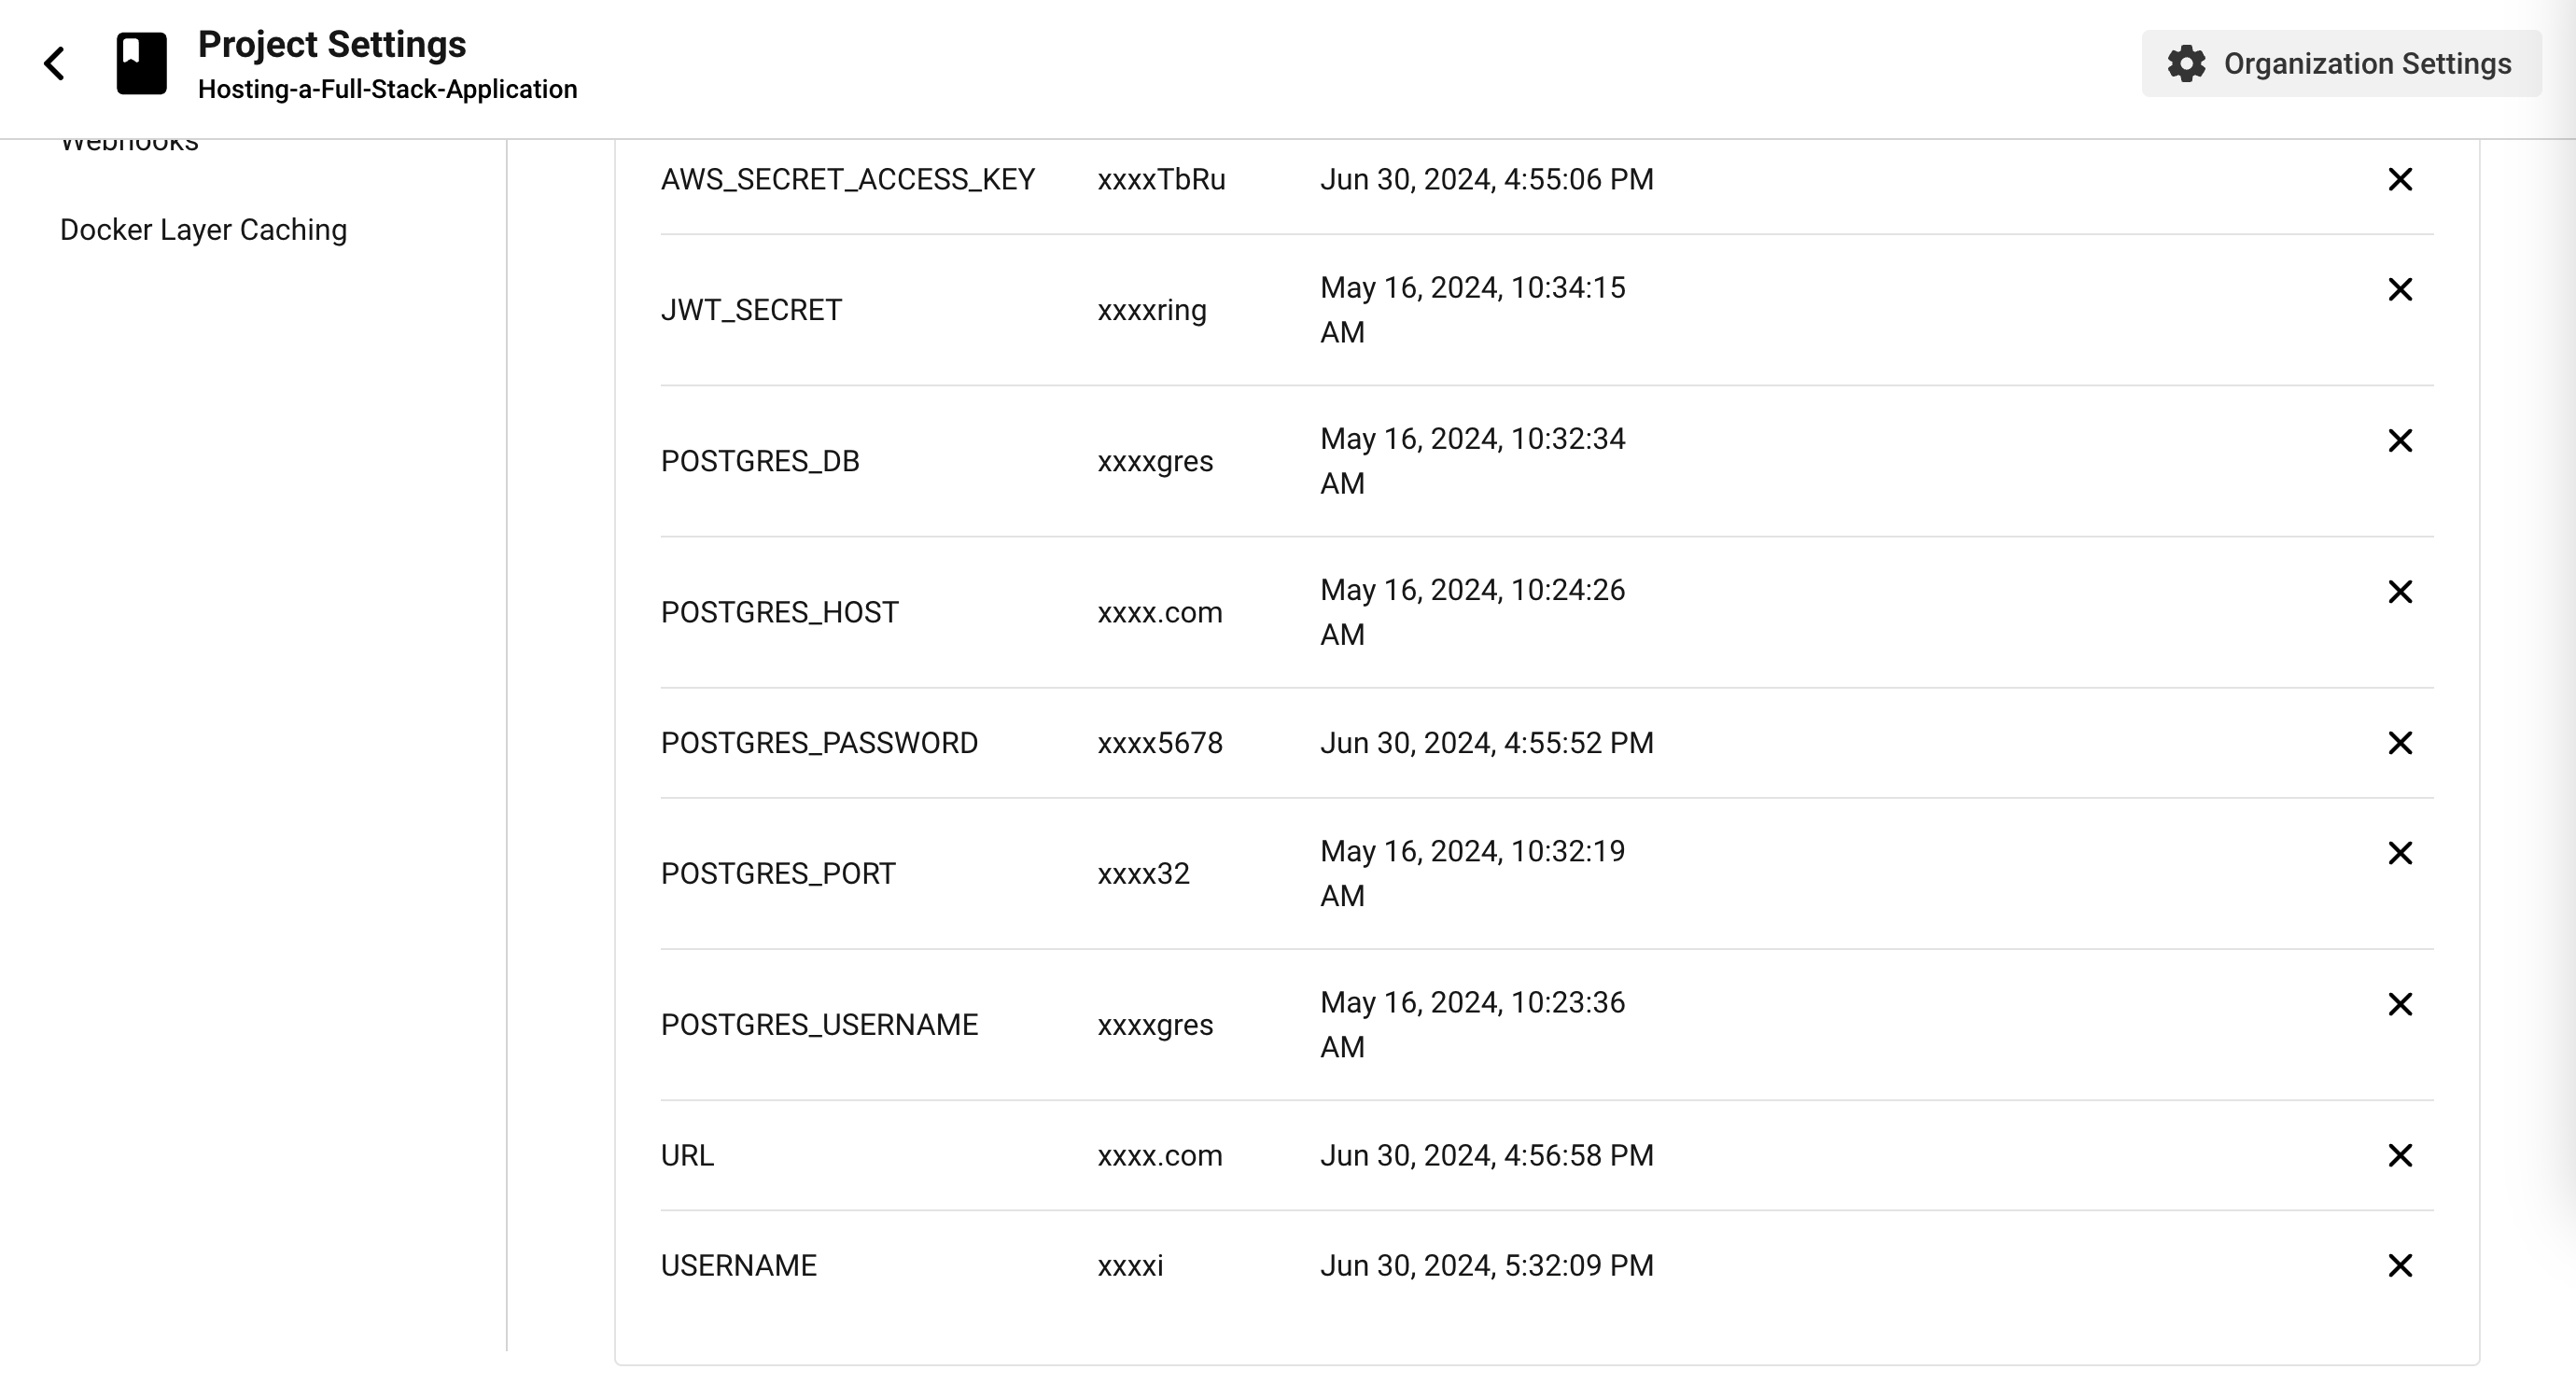 Project Settings
Hosting-a-Full-Stack-Application
Organization Settings
Webhooks
Docker Layer Caching
AWS_SECRET_ACCESS_KEY xxxxTbRu Jun 30, 2024, 4:55:06 PM
JWT_SECRET xxxxring May 16, 2024, 10:34:15
AM
POSTGRES_DB xxxxgres May 16, 2024, 10:32:34
AM
POSTGRES_HOST xxxx.com May 16, 2024, 10:24:26
AM
POSTGRES_PASSWORD xxxx5678 Jun 30, 2024, 4:55:52 PM
POSTGRES_PORT xxxx32 May 16, 2024, 10:32:19
AM
POSTGRES_USERNAME xxxxgres May 16, 2024, 10:23:36
AM
URL xxxx.com Jun 30, 2024, 4:56:58 PM
USERNAME xxxxi Jun 30, 2024, 5:32:09 PM